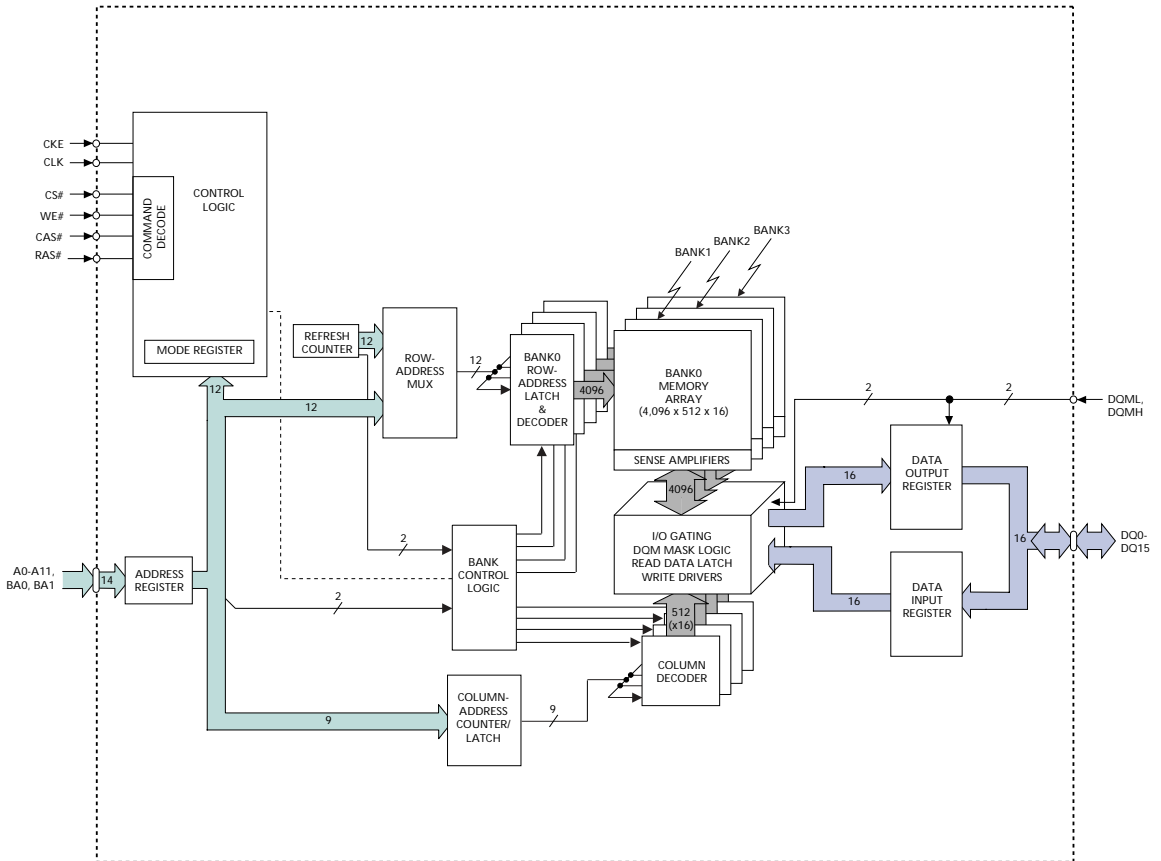 CKE
CLK
CS#
WE#
CAS#
RAS#
CONTROL
LOGIC
COMMAND
DECODE
MODE REGISTER
12
REFRESH
COUNTER
12
12
ROW-
ADDRESS
MUX
12
BANK0
ROW-
ADDRESS
LATCH
&
DECODER
4096
BANK1
BANK2
BANK3
BANK0
MEMORY
ARRAY
(4,096 x 512 x 16)
SENSE AMPLIFIERS
4096
I/O GATING
DQM MASK LOGIC
READ DATA LATCH
WRITE DRIVERS
512
(x16)
COLUMN
DECODER
2
2
DQML,
DQMH
DATA
OUTPUT
REGISTER
16
16
DQ0-
DQ15
DATA
INPUT
REGISTER
16
A0-A11,
BA0, BA1
14
ADDRESS
REGISTER
2
2
BANK
CONTROL
LOGIC
9
COLUMN-
ADDRESS
COUNTER/
LATCH
9